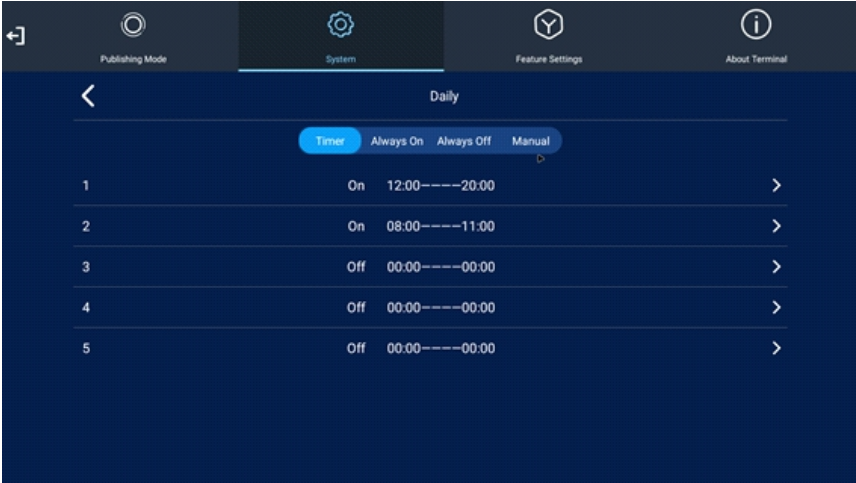 Publishing Mode System Feature Settings About Terminal
Daily
Timer Always On Always Off Manual
1 On 12:00————20:00
2 On 08:00————11:00
3 Off 00:00————00:00
4 Off 00:00————00:00
5 Off 00:00————00:00